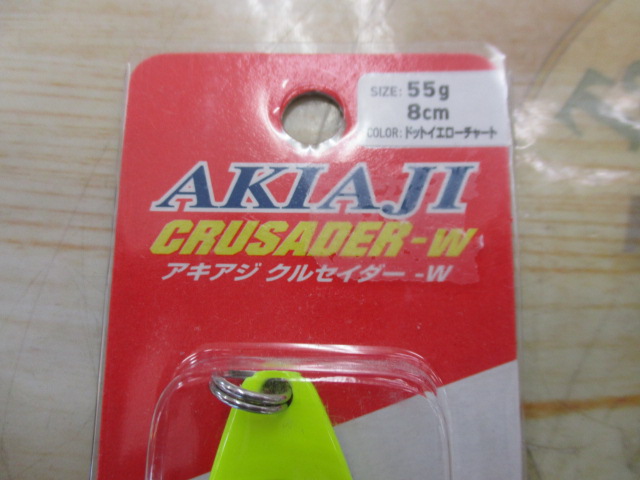 SIZE: 55g
8cm
COLOR: ドットイエローチャート
AKIAJI
CRUSADER-W
アキアジ クルセイダー -W